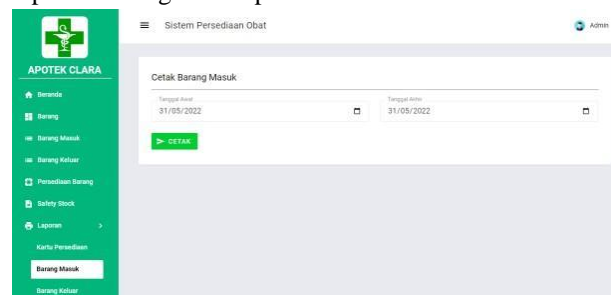 Sistem Persediaan Obat
Admin
APOTEK CLARA
Beranda
Barang
Barang Masuk
Barang Keluar
Persediaan Barang
Safety Stock
Laporan
Kartu Persediaan
Barang Masuk
Barang Keluar
Cetak Barang Masuk
Tanggal Awal
31/05/2022
Tanggal Akhir
31/05/2022
CETAK